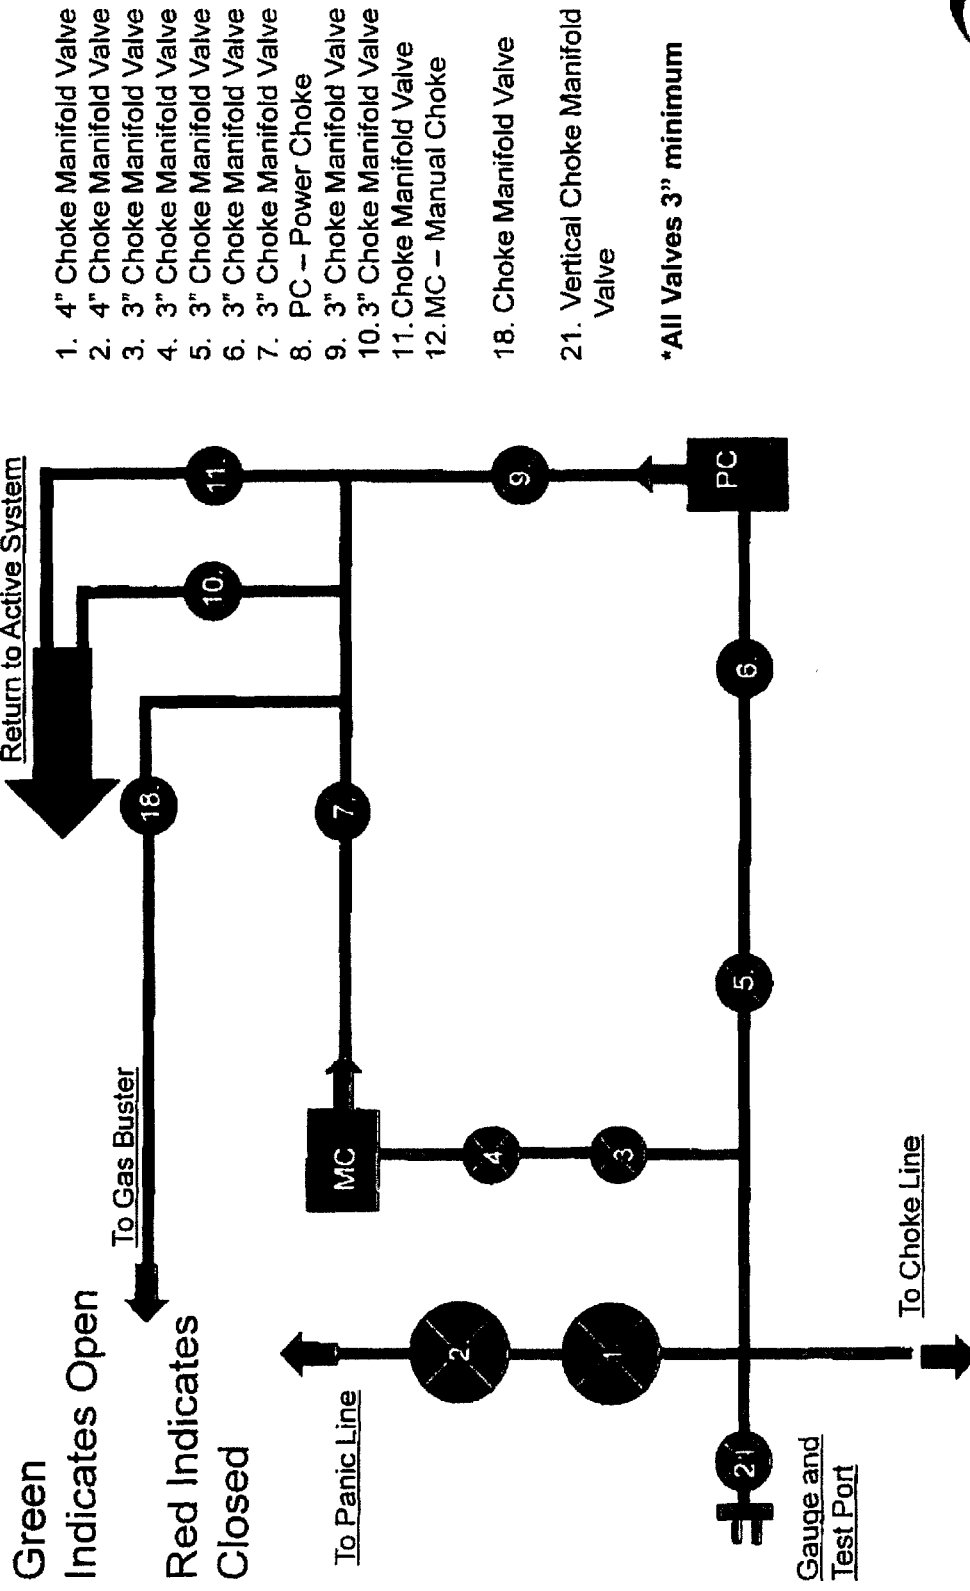 Green
Indicates Open
Red Indicates
Closed
To Gas Buster
Return to Active System
To Panic Line
Gauge and
Test Port
To Choke Line
MC
PC
1.
2.
3
4
5.
6.
7.
9.
10.
11.
18.
21
1. 4" Choke Manifold Valve
2. 4" Choke Manifold Valve
3. 3" Choke Manifold Valve
4. 3" Choke Manifold Valve
5. 3" Choke Manifold Valve
6. 3" Choke Manifold Valve
7. 3" Choke Manifold Valve
8. PC – Power Choke
9. 3" Choke Manifold Valve
10. 3" Choke Manifold Valve
11. Choke Manifold Valve
12. MC – Manual Choke
18. Choke Manifold Valve
21. Vertical Choke Manifold
Valve
*All Valves 3" minimum